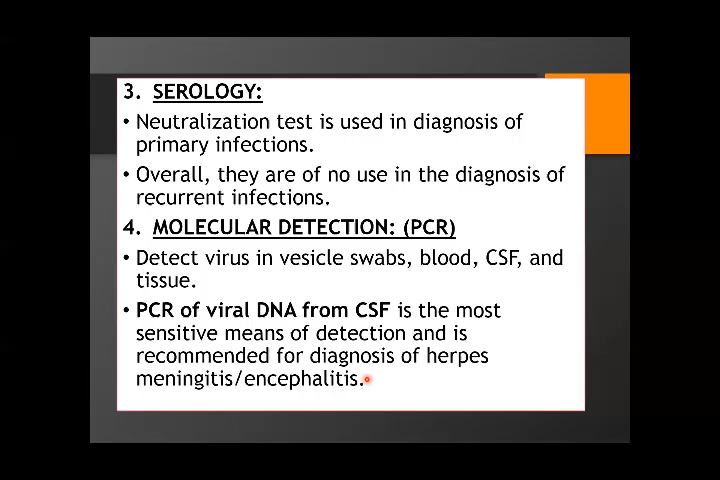 3. SEROLOGY:
• Neutralization test is used in diagnosis of
primary infections.
• Overall, they are of no use in the diagnosis of
recurrent infections.
4. MOLECULAR DETECTION: (PCR)
• Detect virus in vesicle swabs, blood, CSF, and
tissue.
• PCR of viral DNA from CSF is the most
sensitive means of detection and is
recommended for diagnosis of herpes
meningitis/encephalitis.